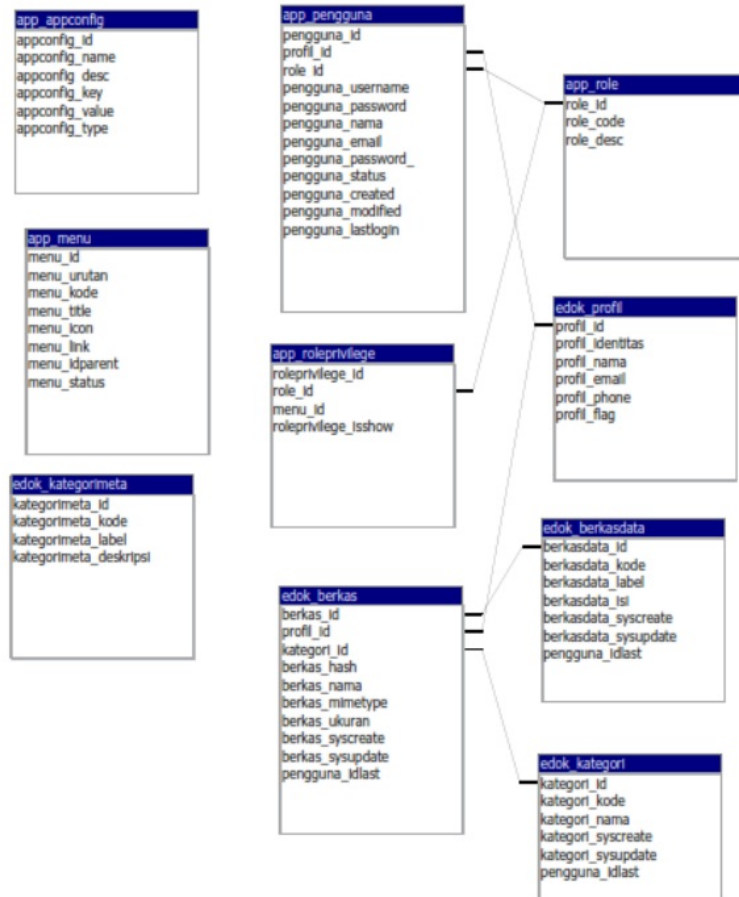 app_appconfig
appconfig_id
appconfig_name
appconfig_desc
appconfig_key
appconfig_value
appconfig_type
app_pengguna
pengguna_id
profil_id
role_id
pengguna_username
pengguna_password
pengguna_nama
pengguna_email
pengguna_password_
pengguna_status
pengguna_created
pengguna_modified
pengguna_lastlogin
app_role
role_id
role_code
role_desc
app_menu
menu_id
menu_urutan
menu_kode
menu_title
menu_icon
menu_link
menu_idparent
menu_status
app_roleprivilege
roleprivilege_id
role_id
menu_id
roleprivilege_isshow
edok_profil
profil_id
profil_identitas
profil_nama
profil_email
profil_phone
profil_flag
edok_kategorimeta
kategorimeta_id
kategorimeta_kode
kategorimeta_label
kategorimeta_deskripsi
edok_berkas
berkas_id
profil_id
kategori_id
berkas_hash
berkas_nama
berkas_mimetype
berkas_ukuran
berkas_syscreate
berkas_sysupdate
pengguna_idlast
edok_berkasdata
berkasdata_id
berkasdata_kode
berkasdata_label
berkasdata_isi
berkasdata_syscreate
berkasdata_sysupdate
pengguna_idlast
edok_kategori
kategori_id
kategori_kode
kategori_nama
kategori_syscreate
kategori_sysupdate
pengguna_idlast